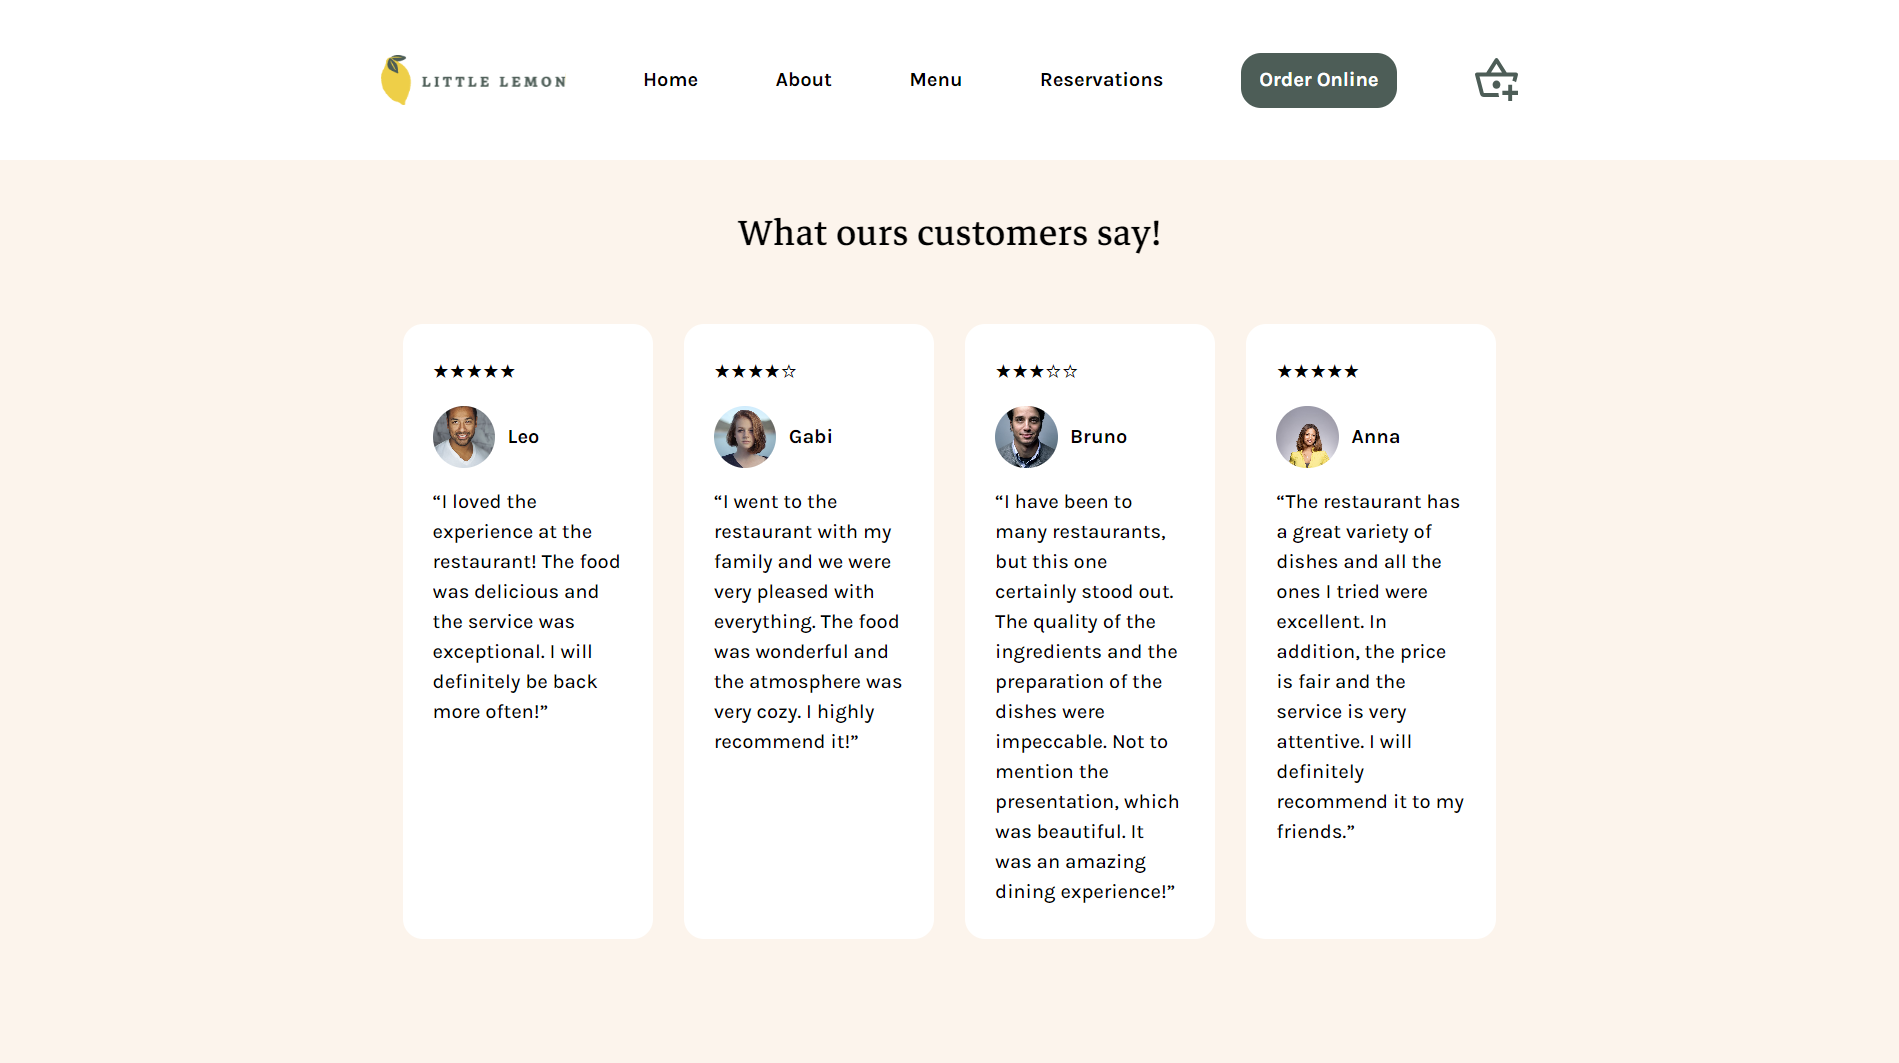 LITTLE LEMON
Home
About
Menu
Reservations
Order Online
What ours customers say!
★★★★★
Leo
“I loved the
experience at the
restaurant! The food
was delicious and
the service was
exceptional. I will
definitely be back
more often!”
★★★★☆
Gabi
“I went to the
restaurant with my
family and we were
very pleased with
everything. The food
was wonderful and
the atmosphere was
very cozy. I highly
recommend it!”
★★★☆☆
Bruno
“I have been to
many restaurants,
but this one
certainly stood out.
The quality of the
ingredients and the
preparation of the
dishes were
impeccable. Not to
mention the
presentation, which
was beautiful. It
was an amazing
dining experience!”
★★★★★
Anna
“The restaurant has
a great variety of
dishes and all the
ones I tried were
excellent. In
addition, the price
is fair and the
service is very
attentive. I will
definitely
recommend it to my
friends.”